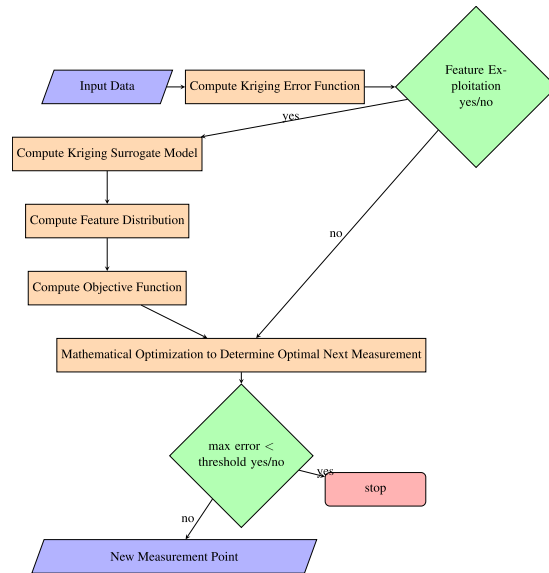 Input Data
Compute Kriging Error Function
Feature Ex-
ploitation
yes/no
yes
Compute Kriging Surrogate Model
Compute Feature Distribution
no
Compute Objective Function
Mathematical Optimization to Determine Optimal Next Measurement
max error <
threshold yes/no
yes
stop
no
New Measurement Point